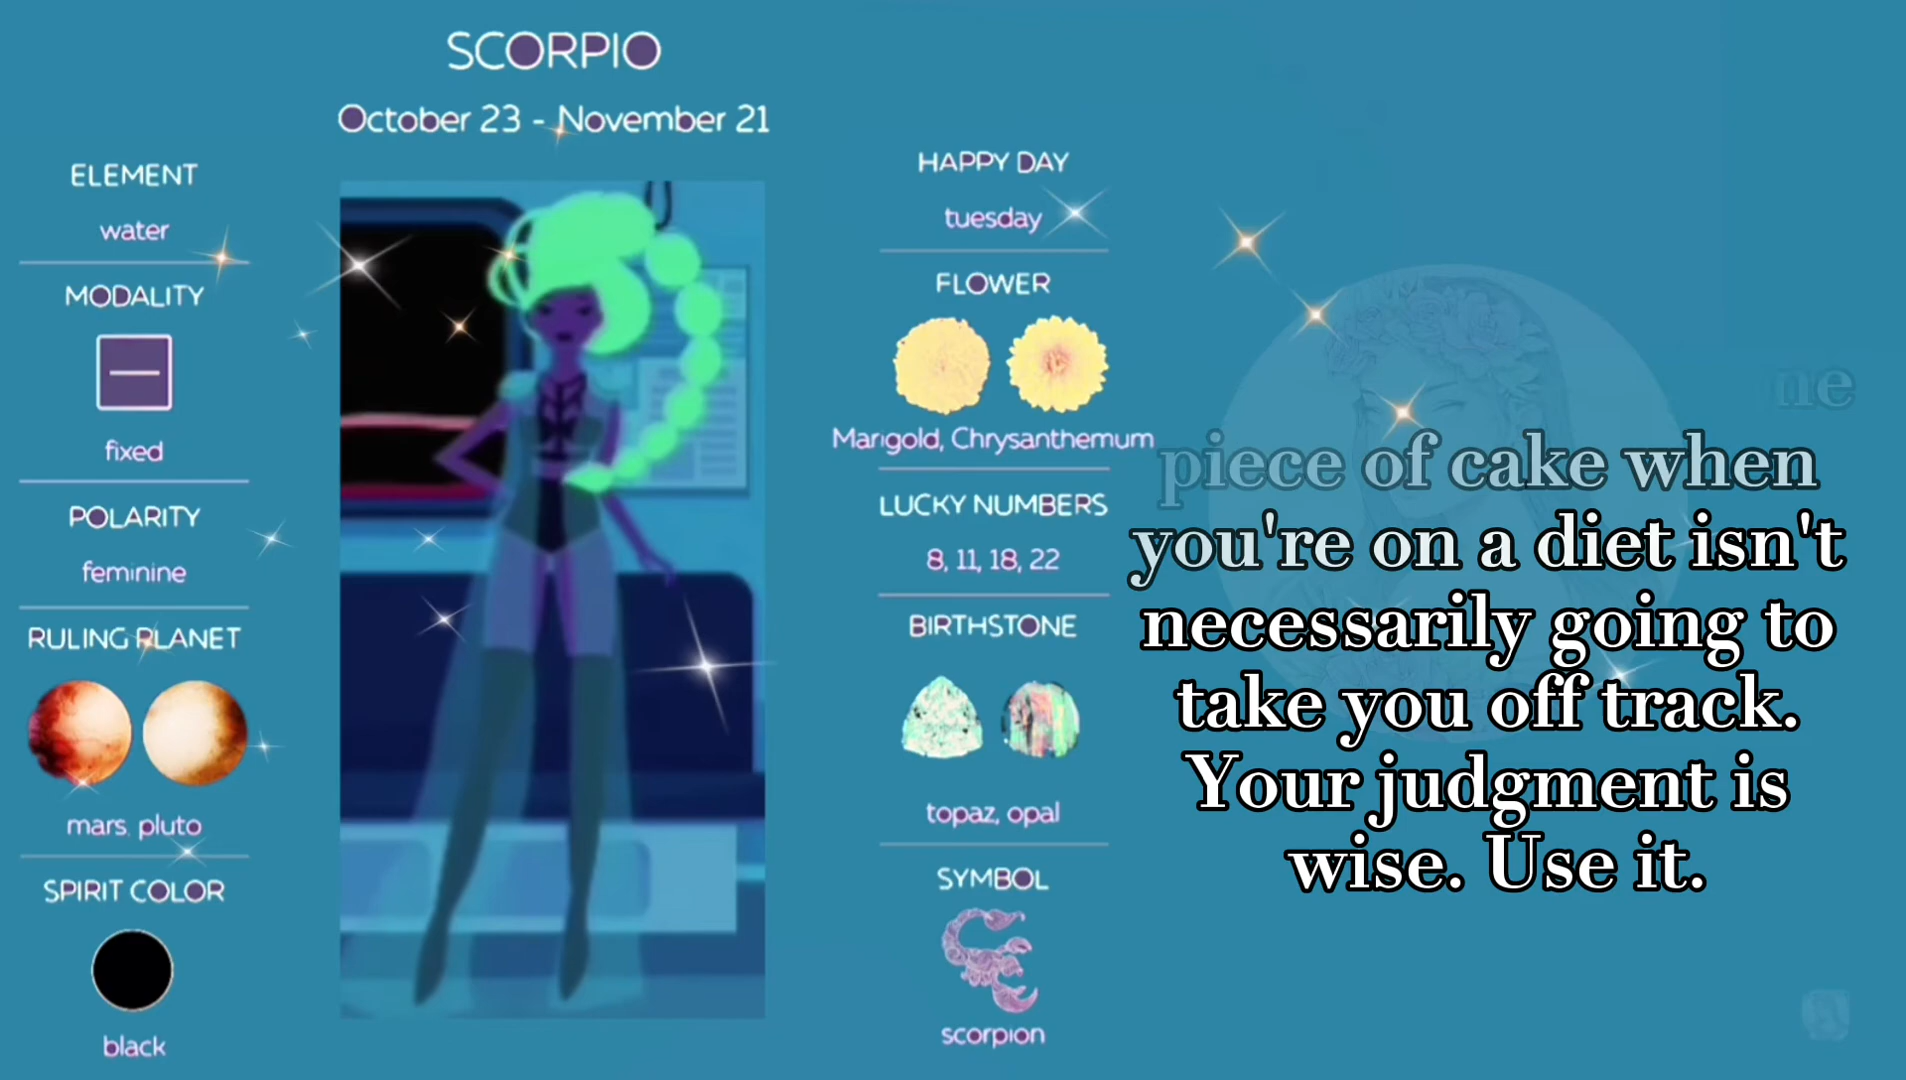 SCORPIO
October 23 - November 21
ELEMENT
water
MODALITY
fixed
POLARITY
feminine
RULING PLANET
mars, pluto
SPIRIT COLOR
black
HAPPY DAY
tuesday
FLOWER
Marigold, Chrysanthemum
LUCKY NUMBERS
8, 11, 18, 22
BIRTHSTONE
topaz, opal
SYMBOL
scorpion
piece of cake when
you're on a diet isn't
necessarily going to
take you off track.
Your judgment is
wise. Use it.